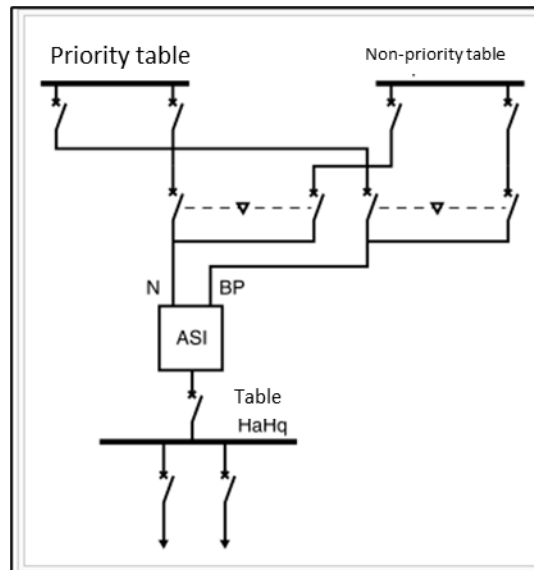 Priority table
Non-priority table
N
BP
ASI
Table
HaHq